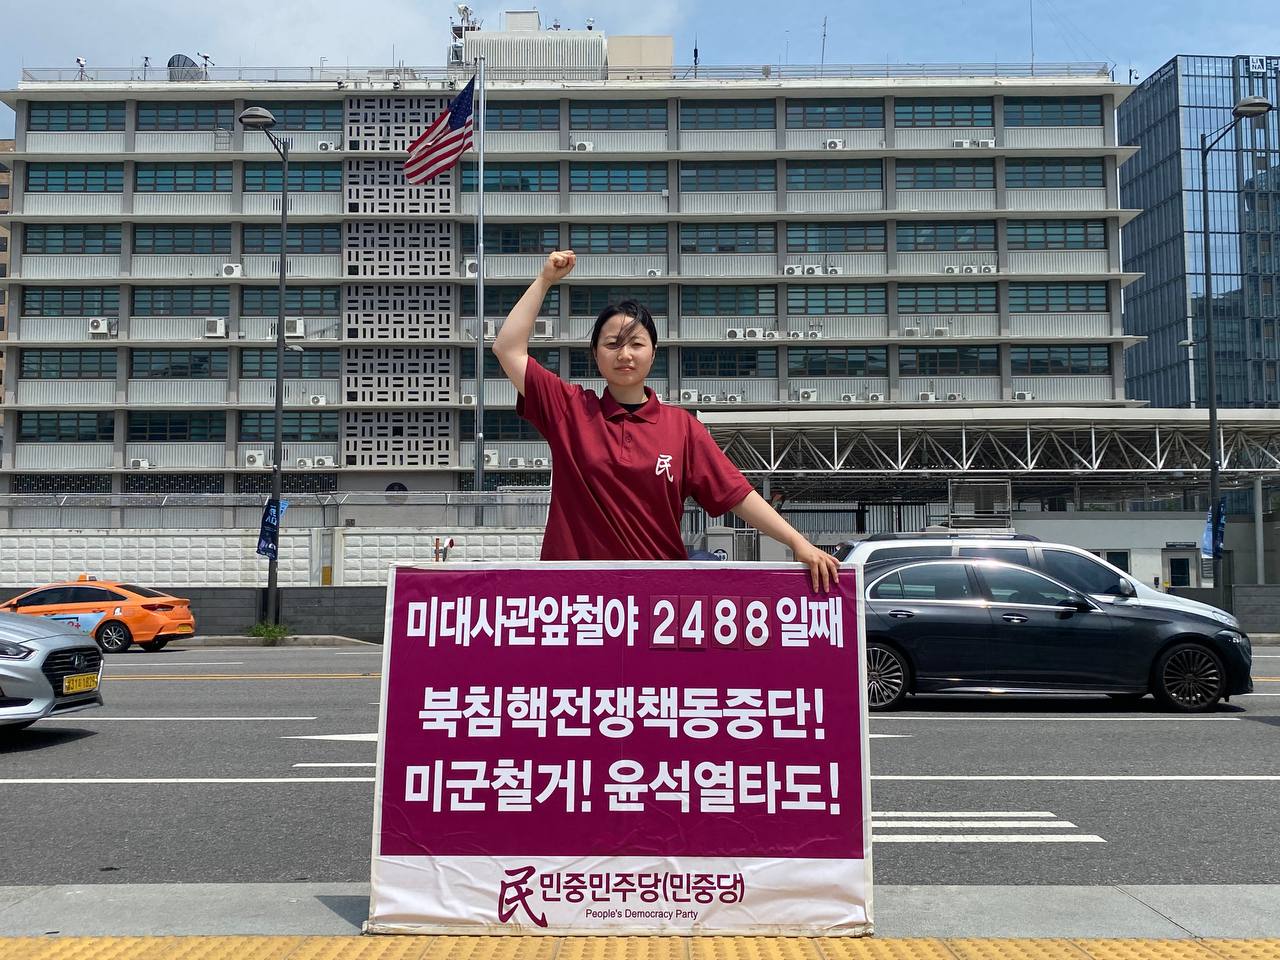 民
미대사관앞철야 2488일째
북침핵전쟁책동중단!
미군철거! 윤석열타도!
民 민중민주당(민중당)
People's Democracy Party